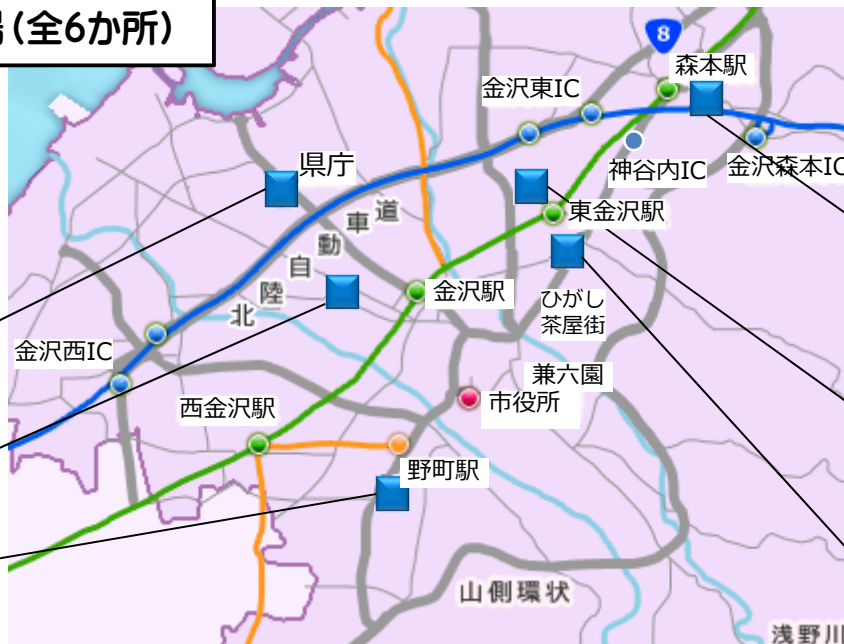 場（全6か所）
8
森本駅
金沢東IC
神谷内IC
金沢森本IC
県庁
東金沢駅
北陸自動車道
金沢駅
ひがし
茶屋街
金沢西IC
兼六園
西金沢駅
市役所
野町駅
山側環状
浅野川